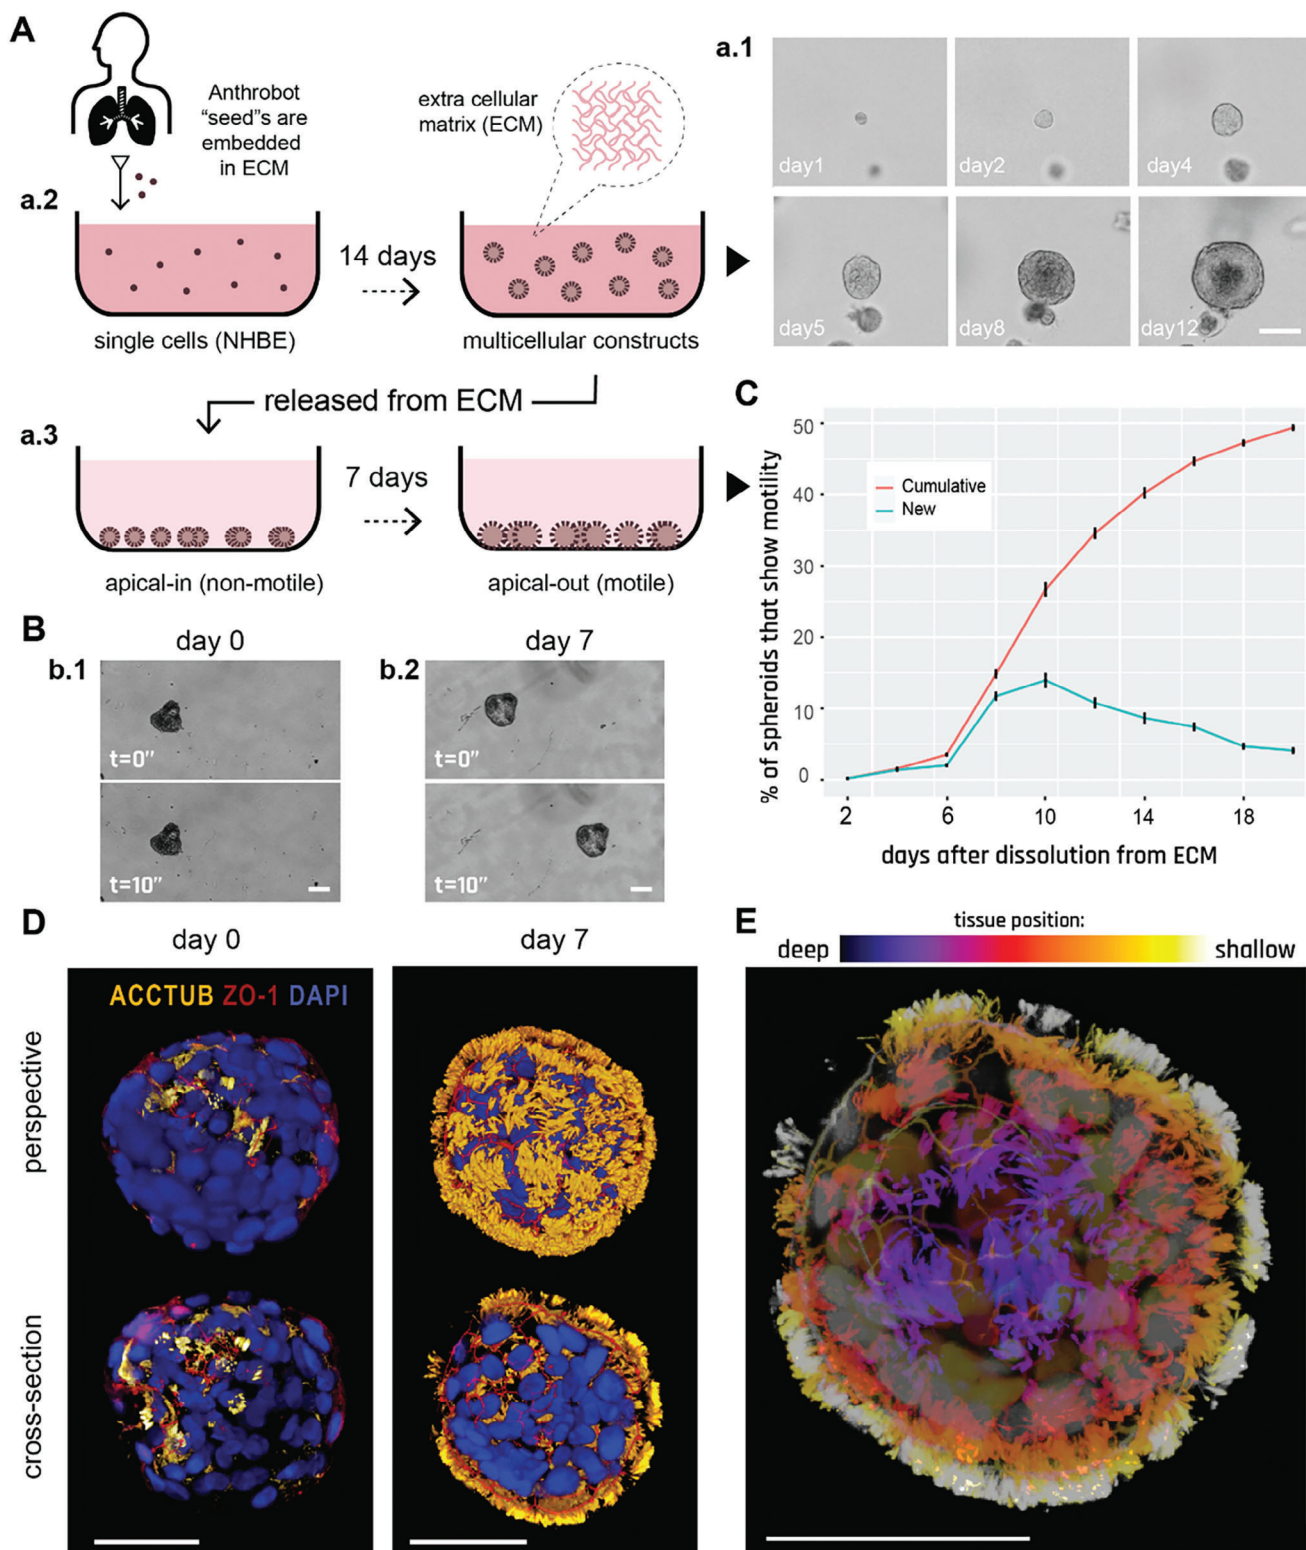 A
Anthrobot
"seed"s are
embedded
in ECM
extra cellular
matrix (ECM)
a.1
day1
day2
day4
day5
day8
day12
a.2
14 days
single cells (NHBE)
multicellular constructs
released from ECM
a.3
7 days
apical-in (non-motile)
apical-out (motile)
B
day 0
day 7
b.1
t=0"
t=10"
b.2
t=0"
t=10"
C
% of spheroids that show motility
50
40
30
20
10
0
Cumulative
New
2
6
10
14
18
days after dissolution from ECM
D
day 0
day 7
ACCTUB ZO-1 DAPI
perspective
cross-section
E
tissue position:
deep
shallow